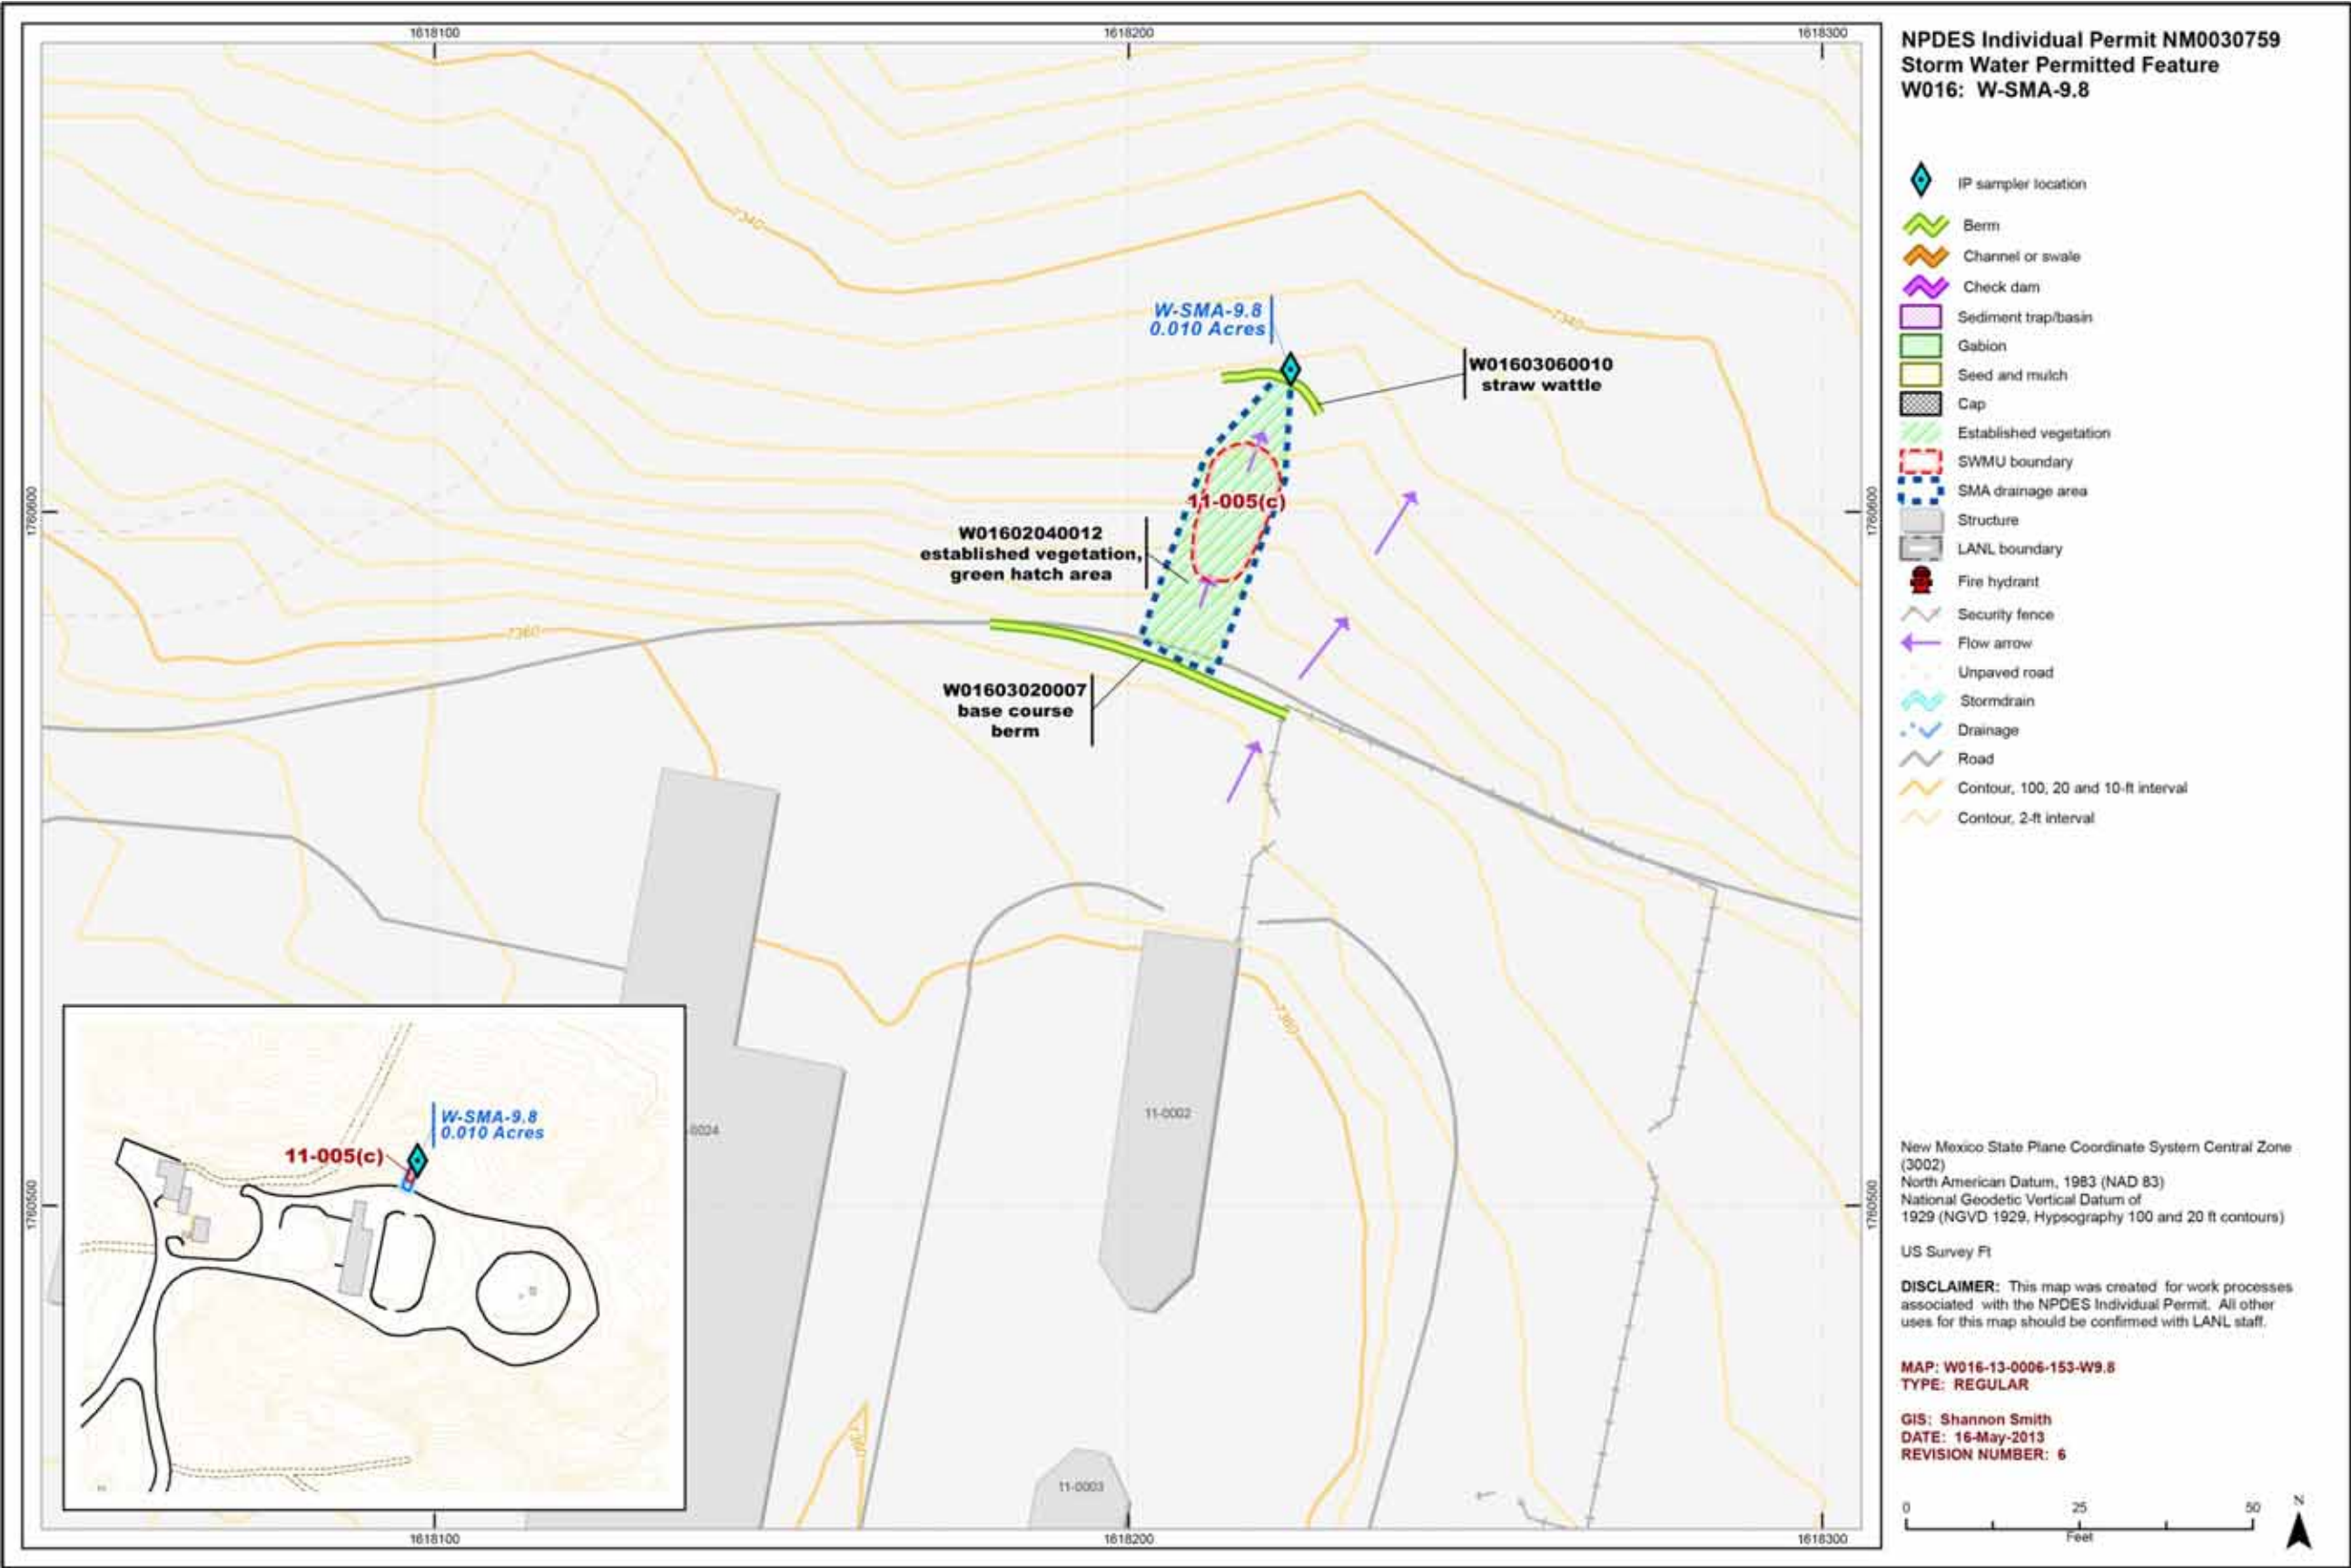 1618100
1618200
1618300
1760600
1760500
7340
7340
7360
7360
7360
W-SMA-9.8
0.010 Acres
W01603060010
straw wattle
11-005(c)
W01602040012
established vegetation,
green hatch area
W01603020007
base course
berm
-0024
11-0002
11-0003
W-SMA-9.8
0.010 Acres
11-005(c)
1760600
1760500
1618100
1618200
1618300
NPDES Individual Permit NM0030759
Storm Water Permitted Feature
W016: W-SMA-9.8
IP sampler location
Berm
Channel or swale
Check dam
Sediment trap/basin
Gabion
Seed and mulch
Cap
Established vegetation
SWMU boundary
SMA drainage area
Structure
LANL boundary
Fire hydrant
Security fence
Flow arrow
Unpaved road
Stormdrain
Drainage
Road
Contour, 100, 20 and 10-ft interval
Contour, 2-ft interval
New Mexico State Plane Coordinate System Central Zone
(3002)
North American Datum, 1983 (NAD 83)
National Geodetic Vertical Datum of
1929 (NGVD 1929, Hypsography 100 and 20 ft contours)
US Survey Ft
DISCLAIMER: This map was created for work processes
associated with the NPDES Individual Permit. All other
uses for this map should be confirmed with LANL staff.
MAP: W016-13-0006-153-W9.8
TYPE: REGULAR
GIS: Shannon Smith
DATE: 16-May-2013
REVISION NUMBER: 6
0 25 50
Feet
N